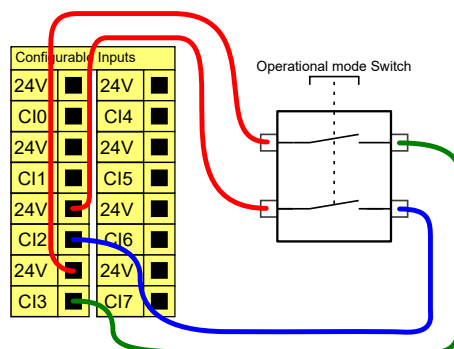 Configurable Inputs
24V 24V
CI0 CI4
24V 24V
CI1 CI5
24V 24V
CI2 CI6
24V 24V
CI3 CI7
Operational mode Switch